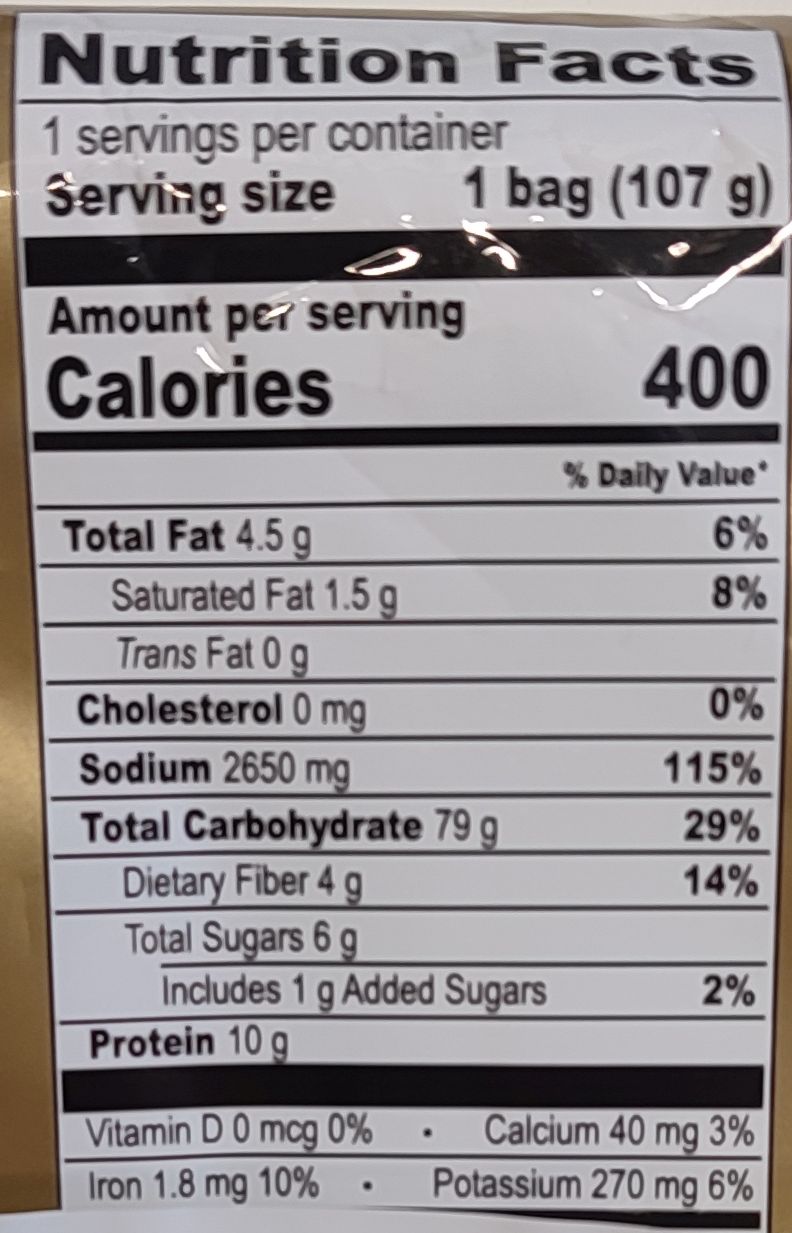 Nutrition Facts
1 servings per container
Serving size 1 bag (107 g)
Amount per serving
Calories 400
% Daily Value*
Total Fat 4.5 g 6%
Saturated Fat 1.5 g 8%
Trans Fat 0 g
Cholesterol 0 mg 0%
Sodium 2650 mg 115%
Total Carbohydrate 79 g 29%
Dietary Fiber 4 g 14%
Total Sugars 6 g
Includes 1 g Added Sugars 2%
Protein 10 g
Vitamin D 0 mcg 0% • Calcium 40 mg 3%
Iron 1.8 mg 10% • Potassium 270 mg 6%